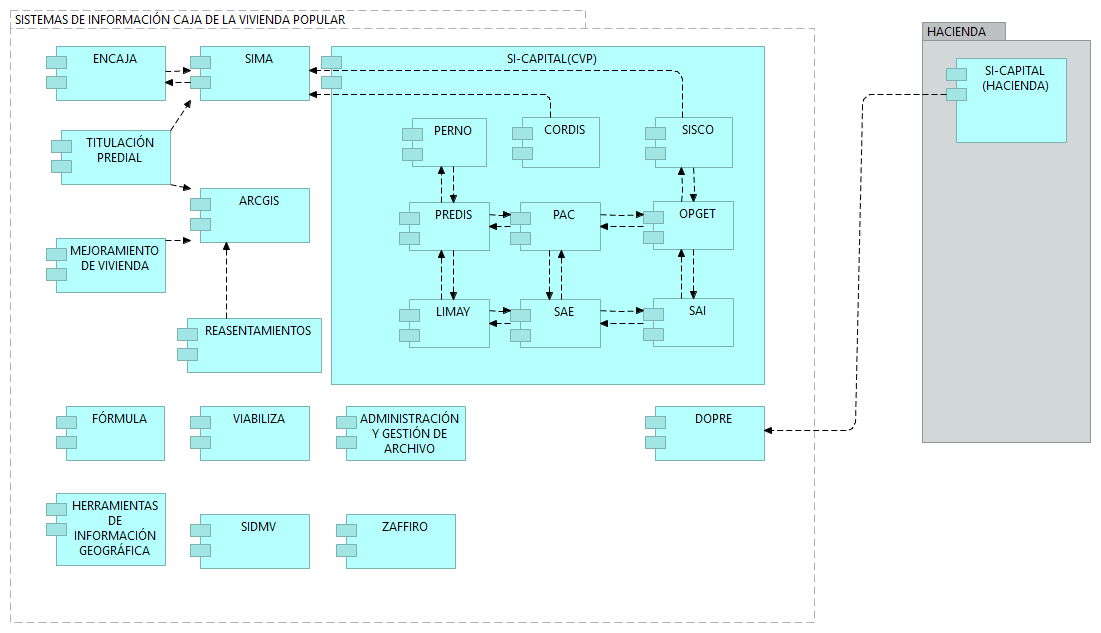 SISTEMAS DE INFORMACIÓN CAJA DE LA VIVIENDA POPULAR
HACIENDA
ENCAJA
SIMA
SI-CAPITAL(CVP)
SI-CAPITAL
(HACIENDA)
PERNO
CORDIS
SISCO
TITULACIÓN
PREDIAL
ARCGIS
PREDIS
PAC
OPGET
MEJORAMIENTO
DE VIVIENDA
LIMAY
SAE
SAI
REASENTAMIENTOS
FÓRMULA
VIABILIZA
ADMINISTRACIÓN
Y GESTIÓN DE
ARCHIVO
DOPRE
HERRAMIENTAS
DE
INFORMACIÓN
GEOGRÁFICA
SIDMV
ZAFFIRO